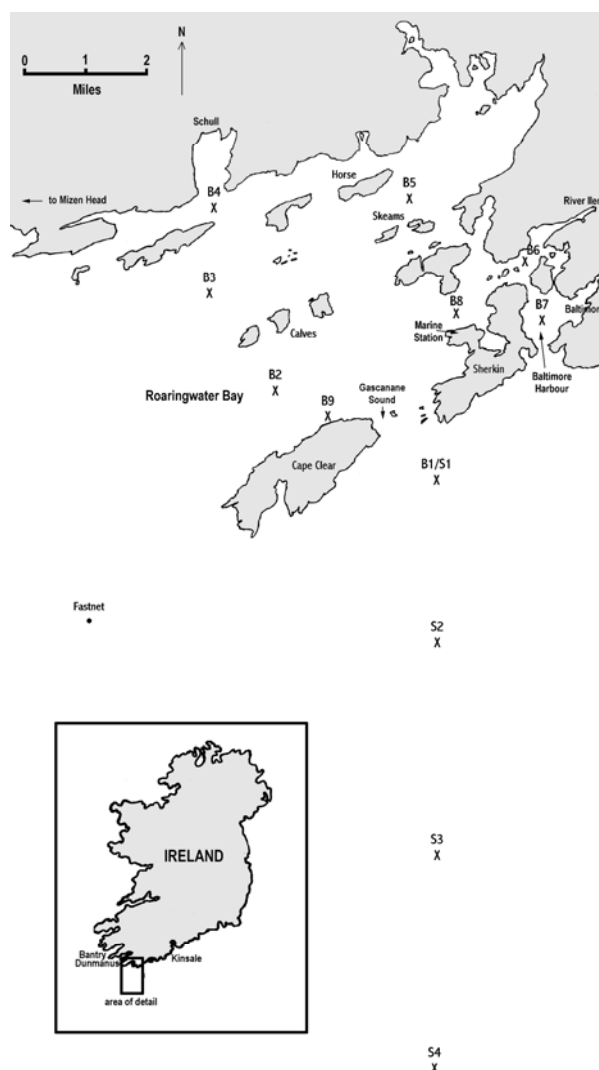 N
0 1 2
Miles
Schull
Horse
B5
B4
to Mizen Head
Skeams
River Ilen
B6
B3
B8
B7
Baltimore
Calves
Marine
Station
Sherkin
Baltimore
Harbour
B2
Roaringwater Bay
Gascanane
Sound
B9
Cape Clear
B1/S1
Fastnet
S2
S3
IRELAND
Bantry
Dunmanus
Kinsale
area of detail
S4